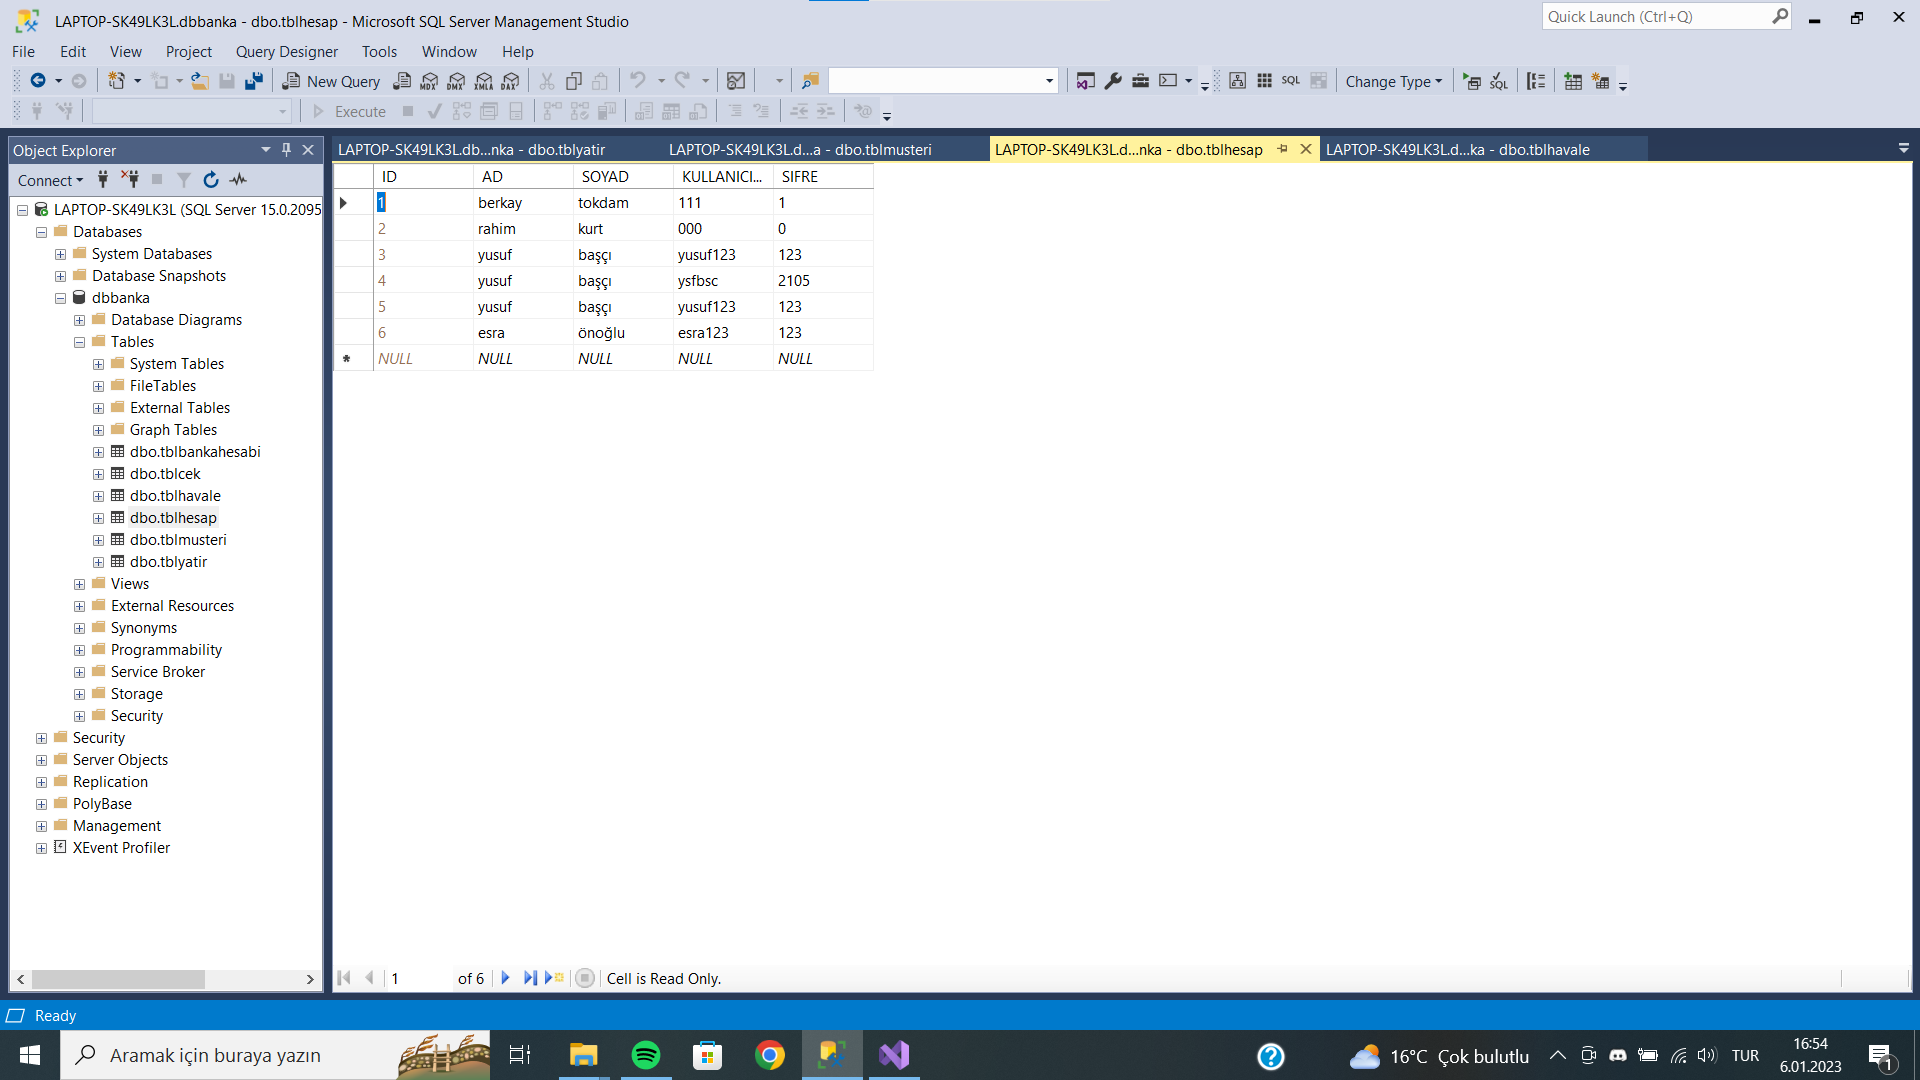 LAPTOP-SK49LK3L.dbbanka - dbo.tblhesap - Microsoft SQL Server Management Studio
Quick Launch (Ctrl+Q)
File Edit View Project Query Designer Tools Window Help
New Query MDX DMX XMLA DAX SQL Change Type SQL
Execute
Object Explorer
LAPTOP-SK49LK3L.db...nka - dbo.tblyatir LAPTOP-SK49LK3L.d...a - dbo.tblmusteri LAPTOP-SK49LK3L.d...nka - dbo.tblhesap LAPTOP-SK49LK3L.d...ka - dbo.tblhavale
Connect
LAPTOP-SK49LK3L (SQL Server 15.0.2095
Databases
System Databases
Database Snapshots
dbbanka
Database Diagrams
Tables
System Tables
FileTables
External Tables
Graph Tables
dbo.tblbankahesabi
dbo.tblcek
dbo.tblhavale
dbo.tblhesap
dbo.tblmusteri
dbo.tblyatir
Views
External Resources
Synonyms
Programmability
Service Broker
Storage
Security
Security
Server Objects
Replication
PolyBase
Management
XEvent Profiler
ID AD SOYAD KULLANICI... SIFRE
1 berkay tokdam 111 1
2 rahim kurt 000 0
3 yusuf başçı yusuf123 123
4 yusuf başçı ysfbsc 2105
5 yusuf başçı yusuf123 123
6 esra önoğlu esra123 123
* NULL NULL NULL NULL NULL
1 of 6 Cell is Read Only.
Ready
Aramak için buraya yazın
16°C Çok bulutlu
TUR
16:54
6.01.2023
1